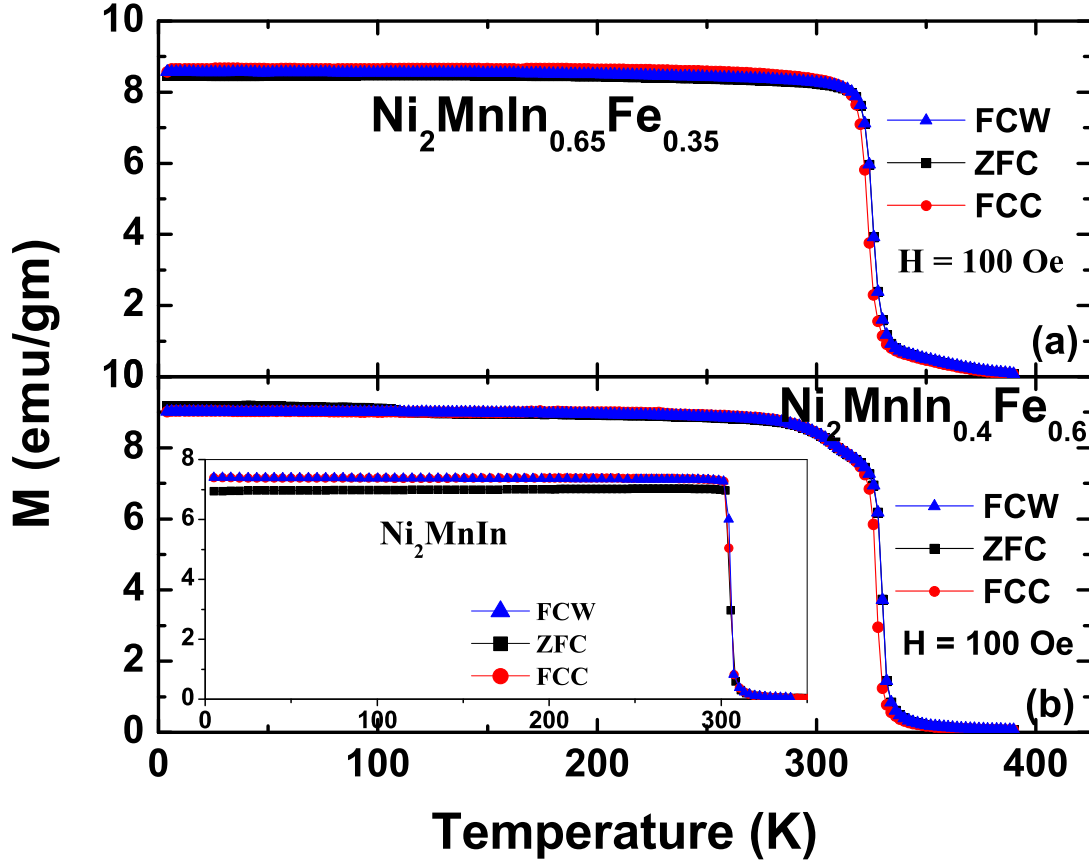 10
8
6
4
2
Ni2MnIn0.65Fe0.35
FCW
ZFC
FCC
H = 100 Oe
(a)
M (emu/gm)
10
8
6
4
2
0
Ni2MnIn0.4Fe0.6
FCW
ZFC
FCC
H = 100 Oe
(b)
8
6
4
2
0
Ni2MnIn
FCW
ZFC
FCC
0 100 200 300
0 100 200 300 400
Temperature (K)